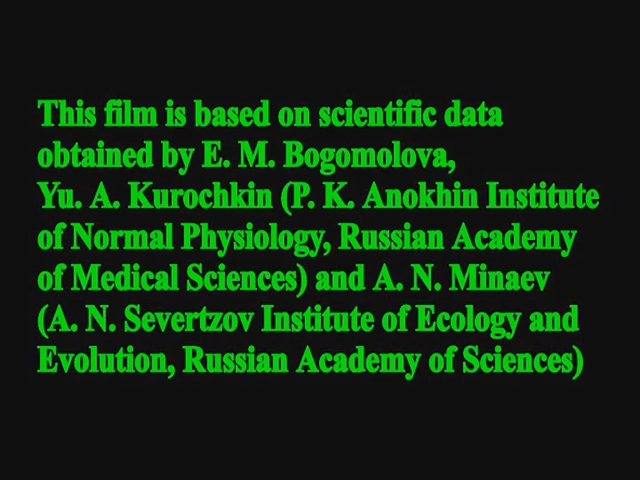 This film is based on scientific data
obtained by E. M. Bogomolova,
Yu. A. Kurochkin (P. K. Anokhin Institute
of Normal Physiology, Russian Academy
of Medical Sciences) and A. N. Minaev
(A. N. Severtzov Institute of Ecology and
Evolution, Russian Academy of Sciences)